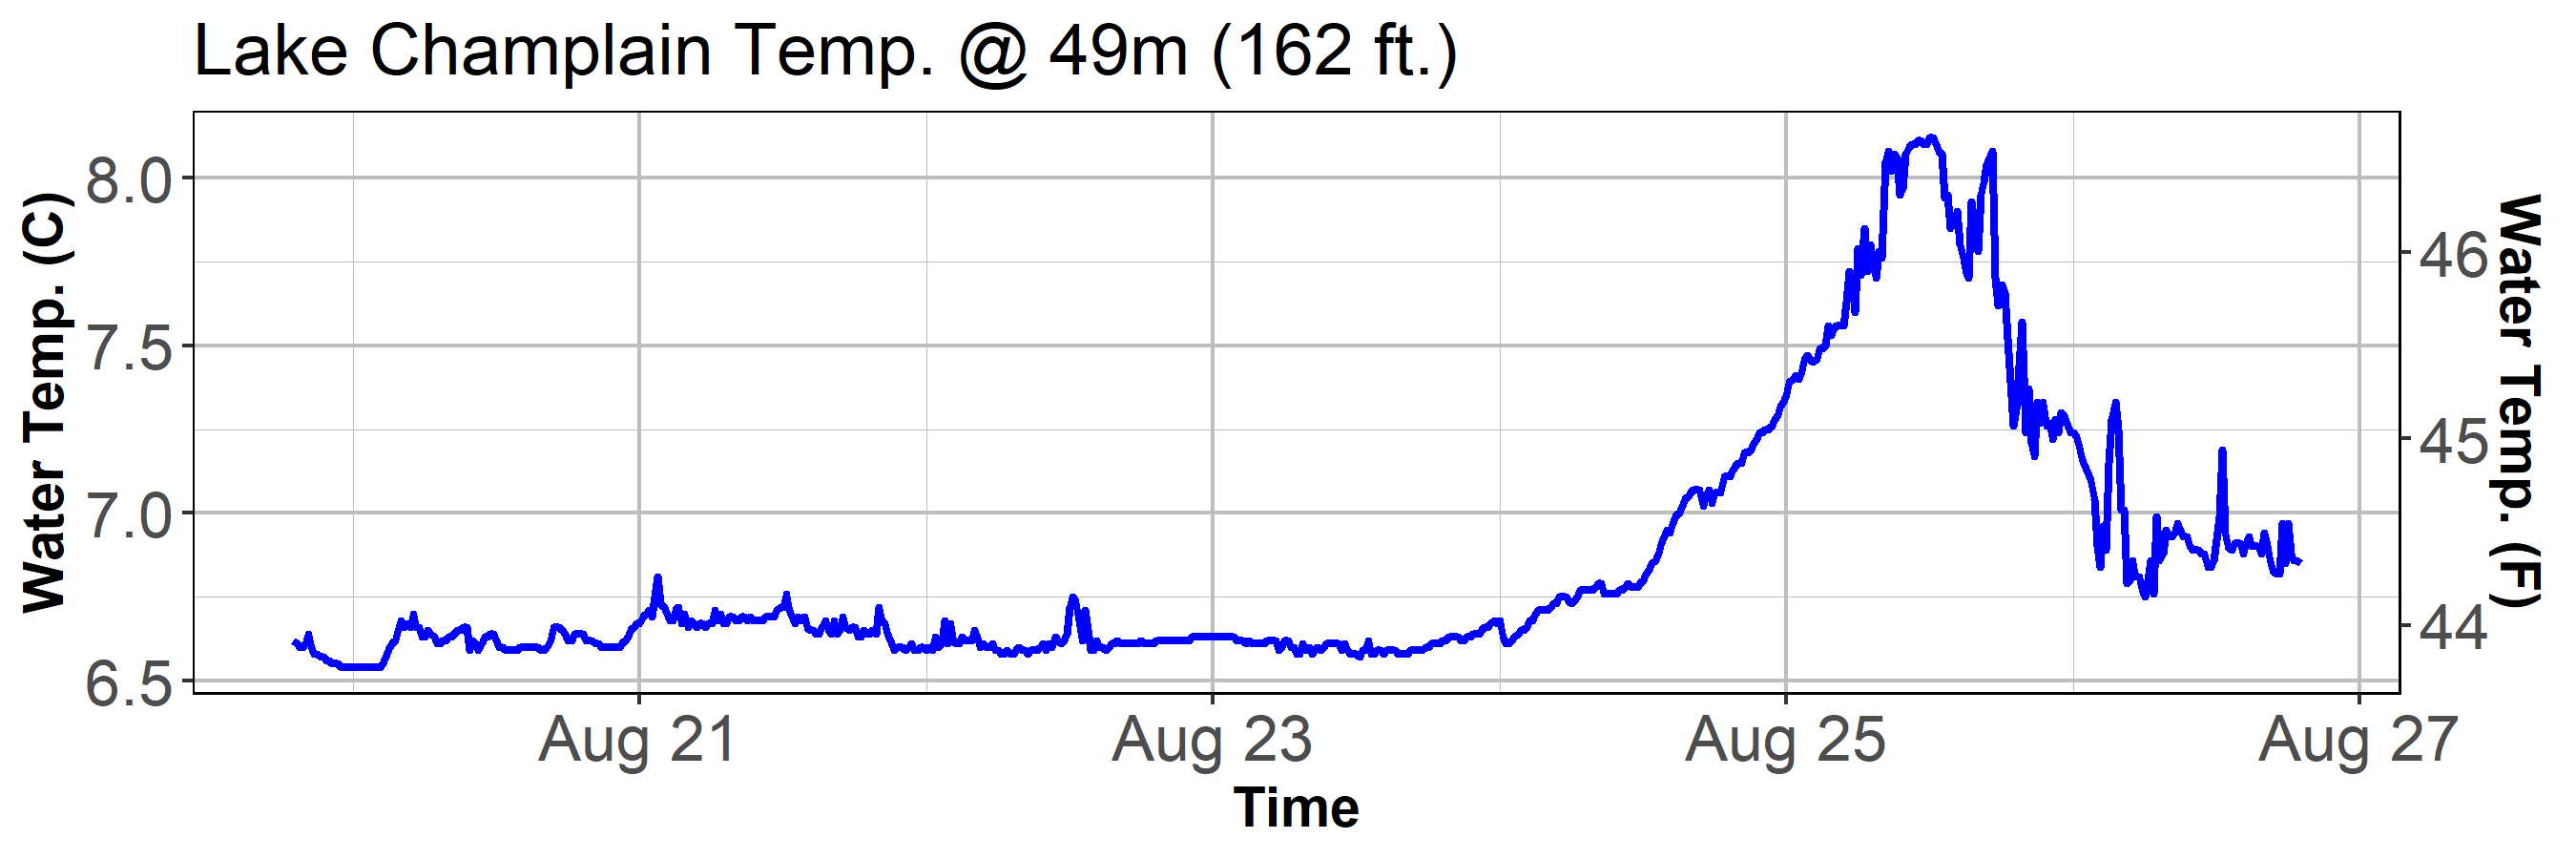 Lake Champlain Temp. @ 49m (162 ft.)
Water Temp. (C)
8.0
7.5
7.0
6.5
46
45
44
Water Temp. (F)
Aug 21 Aug 23 Aug 25 Aug 27
Time